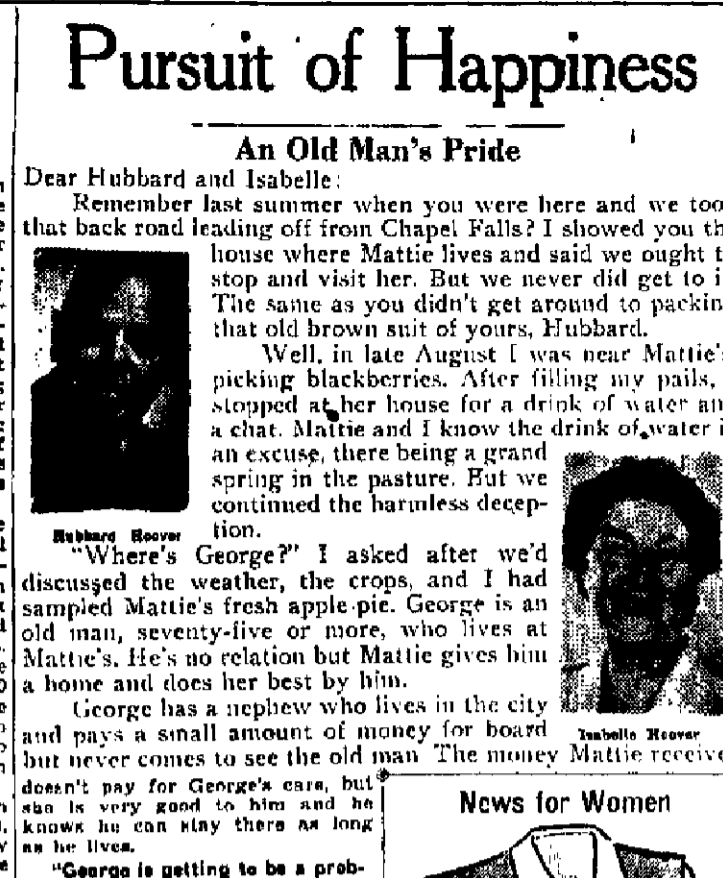 Pursuit of Happiness
An Old Man's Pride
Dear Hubbard and Isabelle:
Remember last summer when you were here and we too
that back road leading off from Chapel Falls? I showed you th
house where Mattie lives and said we ought t
stop and visit her. But we never did get to i
The same as you didn't get around to packin
that old brown suit of yours, Hubbard.
Well, in late August I was near Mattie's
picking blackberries. After filling my pails,
stopped at her house for a drink of water an
a chat. Mattie and I know the drink of water i
an excuse, there being a grand
spring in the pasture. But we
continued the harmless decep-
tion.
Hubbard Hoover
"Where's George?" I asked after we'd
discussed the weather, the crops, and I had
sampled Mattie's fresh apple pie. George is an
old man, seventy-five or more, who lives at
Mattie's. He's no relation but Mattie gives him
a home and does her best by him.
George has a nephew who lives in the city
and pays a small amount of money for board
Isabelle Hoover
but never comes to see the old man The money Mattie receive
doesn't pay for George's care, but
she is very good to him and he
knows he can stay there as long
as he lives.
"George is getting to be a prob-
News for Women